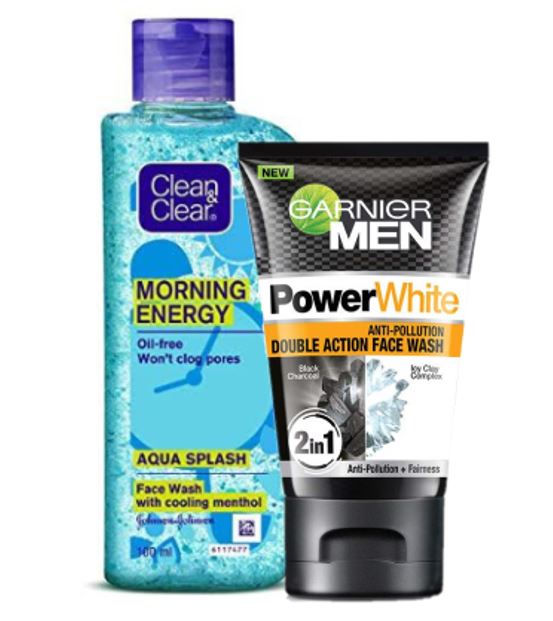 Clean
&
Clear®
MORNING
ENERGY
Oil-free
Won't clog pores
AQUA SPLASH
Face Wash
with cooling menthol
Johnson & Johnson
100 ml
6117477
NEW
GARNIER
MEN
PowerWhite
ANTI-POLLUTION
DOUBLE ACTION FACE WASH
Black
Charcoal
Icy Clay
Complex
2in1
Anti-Pollution + Fairness